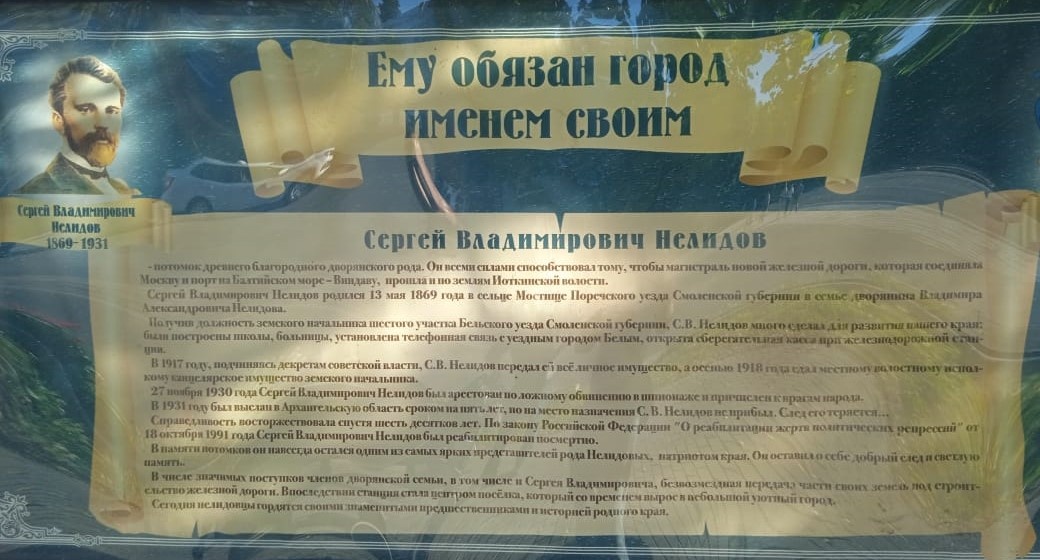 Ему обязан город
именем своим
Сергей Владимирович
Нелидов
1869-1931
Сергей Владимирович Нелидов
- потомок древнего благородного дворянского рода. Он всеми силами способствовал тому, чтобы магистраль новой железной дороги, которая соединяла
Москву и порт на Балтийском море – Виндаву, прошла и по землям Иоткинской волости.
Сергей Владимирович Нелидов родился 13 мая 1869 года в сельце Мостище Поречского уезда Смоленской губернии в семье дворянина Владимира
Александровича Нелидова.
Получив должность земского начальника шестого участка Бельского уезда Смоленской губернии, С.В. Нелидов много сделал для развития нашего края:
были построены школы, больницы, установлена телефонная связь с уездным городом Белым, открыта сберегательная касса при железнодорожной стан-
ции.
В 1917 году, подчиняясь декретам советской власти, С.В. Нелидов передал ей всё личное имущество, а осенью 1918 года сдал местному волостному испол-
кому канцелярское имущество земского начальника.
27 ноября 1930 года Сергей Владимирович Нелидов был арестован по ложному обвинению в шпионаже и причислен к врагам народа.
В 1931 году был выслан в Архангельскую область сроком на пять лет, но на место назначения С. В. Нелидов не прибыл. След его теряется...
Справедливость восторжествовала спустя шесть десятков лет. По закону Российской Федерации "О реабилитации жертв политических репрессий" от
18 октября 1991 года Сергей Владимирович Нелидов был реабилитирован посмертно.
В памяти потомков он навсегда остался одним из самых ярких представителей рода Нелидовых, патриотом края. Он оставил о себе добрый след и светлую
память.
В числе значимых поступков членов дворянской семьи, в том числе и Сергея Владимировича, безвозмездная передача части своих земель под строит-
ельство железной дороги. Впоследствии станция стала центром посёлка, который со временем вырос в небольшой уютный город.
Сегодня нелидовцы гордятся своими знаменитыми предшественниками и историей родного края.